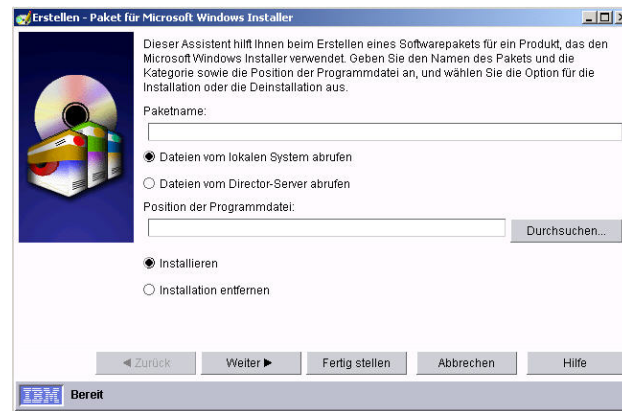 Erstellen - Paket für Microsoft Windows Installer
Dieser Assistent hilft Ihnen beim Erstellen eines Softwarepakets für ein Produkt, das den
Microsoft Windows Installer verwendet. Geben Sie den Namen des Pakets und die
Kategorie sowie die Position der Programmdatei an, und wählen Sie die Option für die
Installation oder die Deinstallation aus.
Paketname:
Dateien vom lokalen System abrufen
Dateien vom Director-Server abrufen
Position der Programmdatei:
Durchsuchen...
Installieren
Installation entfernen
Zurück Weiter Fertig stellen Abbrechen Hilfe
IBM Bereit